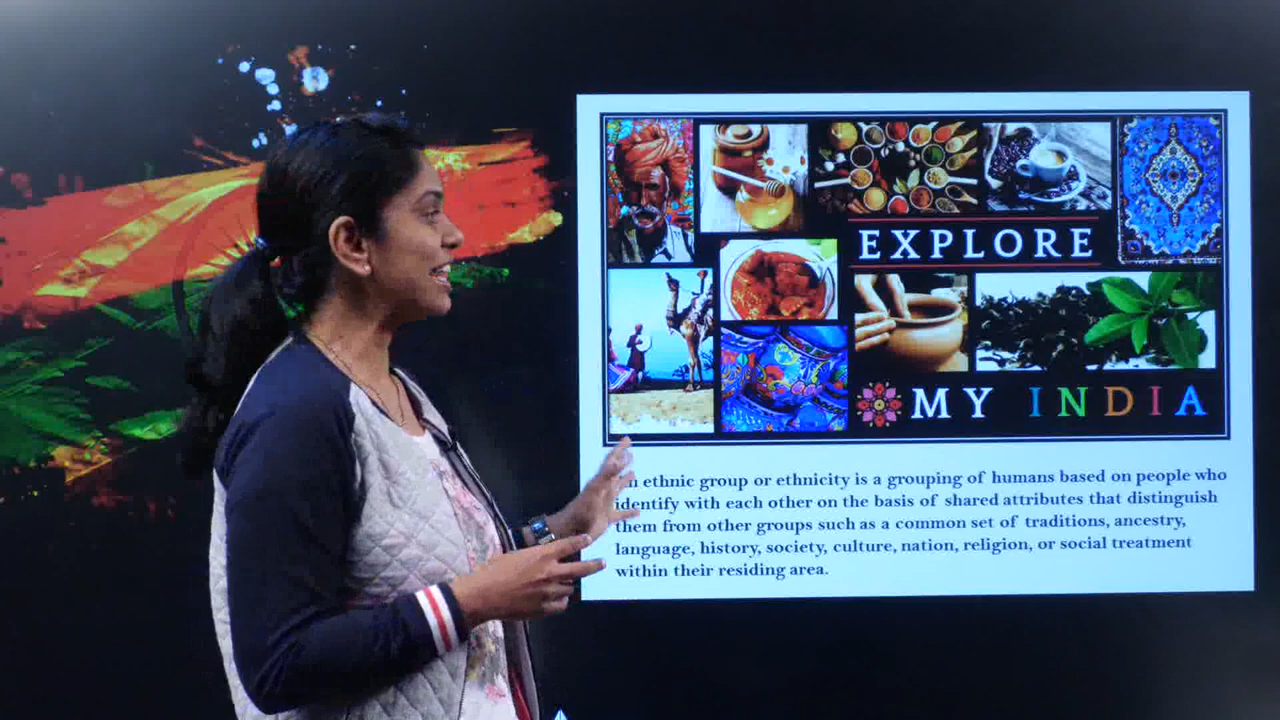 EXPLORE
MY INDIA
ethnic group or ethnicity is a grouping of humans based on people who
identify with each other on the basis of shared attributes that distinguish
them from other groups such as a common set of traditions, ancestry,
language, history, society, culture, nation, religion, or social treatment
within their residing area.